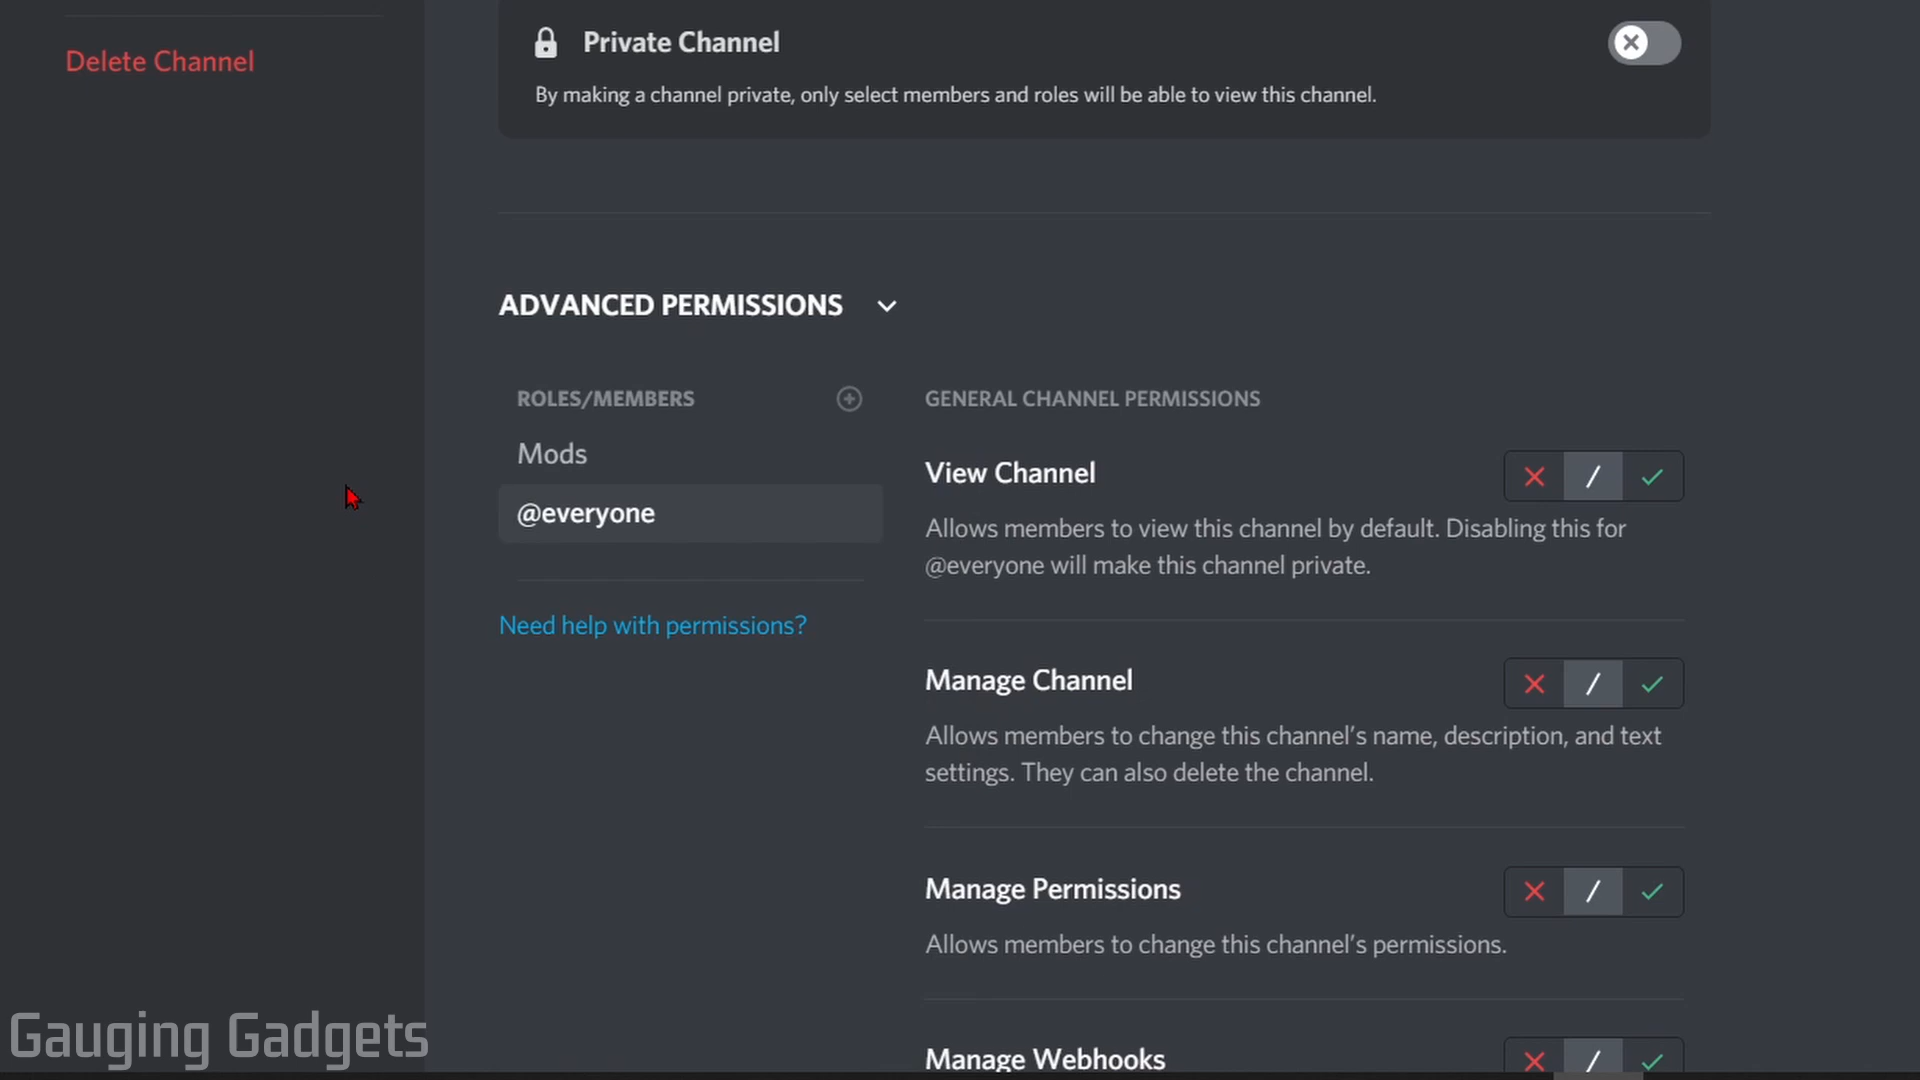 Delete Channel
Private Channel
By making a channel private, only select members and roles will be able to view this channel.
ADVANCED PERMISSIONS
ROLES/MEMBERS
Mods
@everyone
Need help with permissions?
GENERAL CHANNEL PERMISSIONS
View Channel
Allows members to view this channel by default. Disabling this for
@everyone will make this channel private.
Manage Channel
Allows members to change this channel’s name, description, and text
settings. They can also delete the channel.
Manage Permissions
Allows members to change this channel’s permissions.
Manage Webhooks
Gauging Gadgets